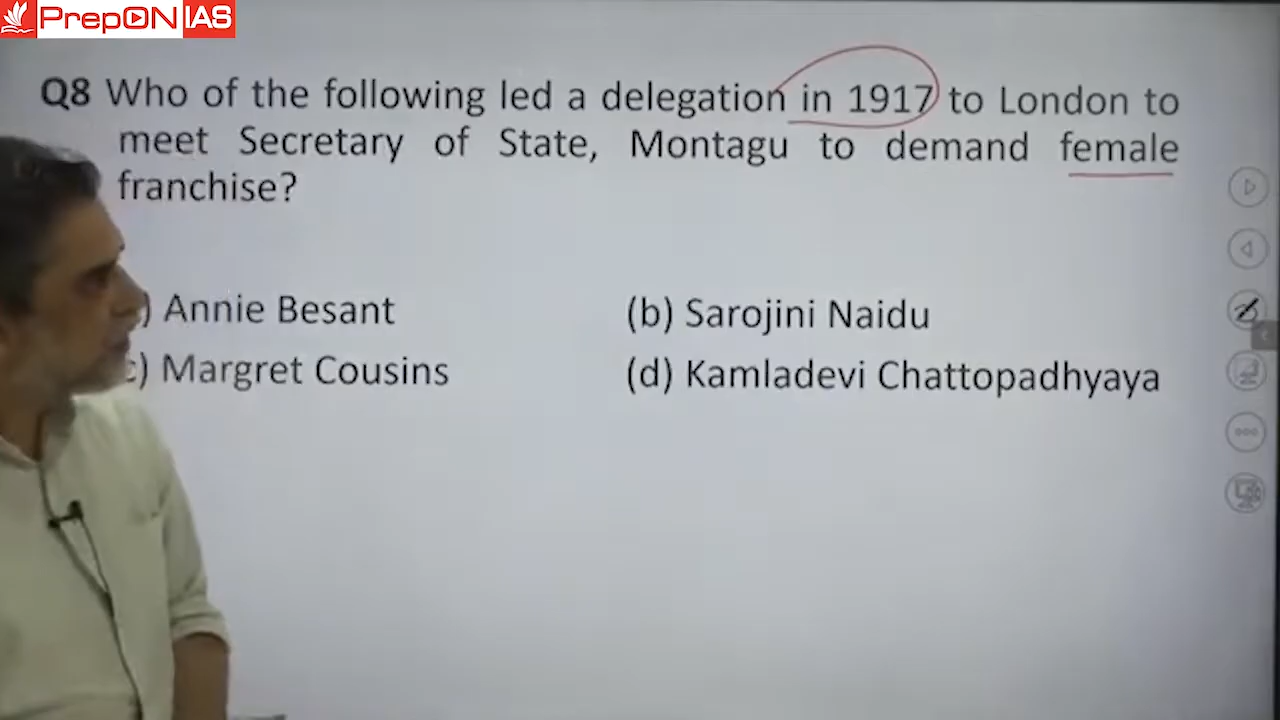 PrepON IAS
Q8 Who of the following led a delegation in 1917 to London to
meet Secretary of State, Montagu to demand female
franchise?
) Annie Besant
(b) Sarojini Naidu
c) Margret Cousins
(d) Kamladevi Chattopadhyaya